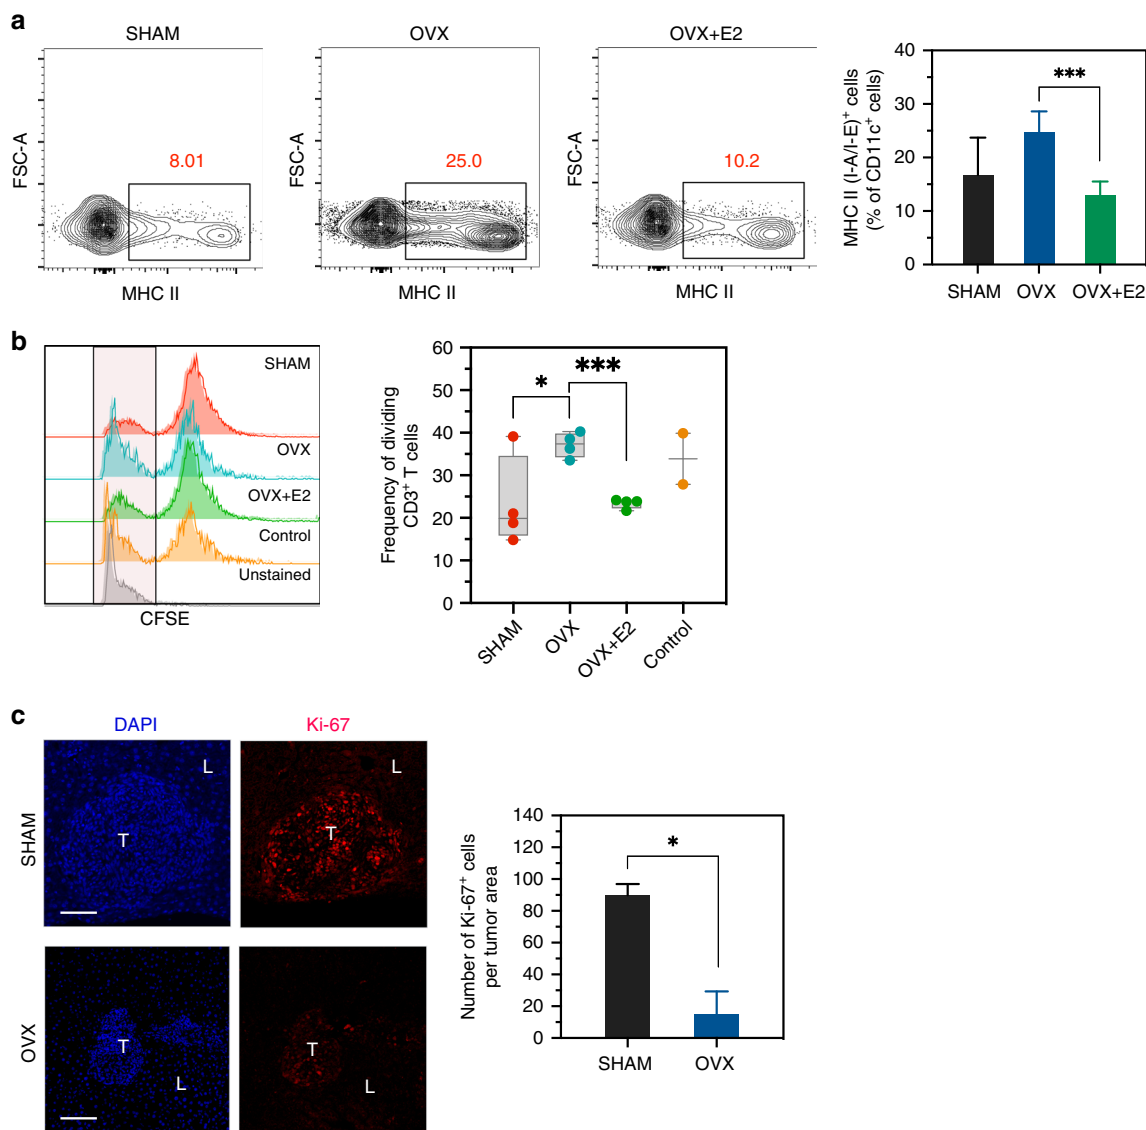 a
SHAM
OVX
OVX+E2
FSC-A
8.01
MHC II
FSC-A
25.0
MHC II
FSC-A
10.2
MHC II
MHC II (I-A/I-E)⁺ cells
(% of CD11c⁺ cells)
40
30
20
10
0
***
SHAM
OVX
OVX+E2
b
SHAM
OVX
OVX+E2
Control
Unstained
CFSE
Frequency of dividing
CD3⁺ T cells
60
50
40
30
20
10
0
*
***
SHAM
OVX
OVX+E2
Control
c
DAPI
Ki-67
SHAM
L
T
L
T
OVX
T
L
T
L
Number of Ki-67⁺ cells
per tumor area
140
120
100
80
60
40
20
0
*
SHAM
OVX